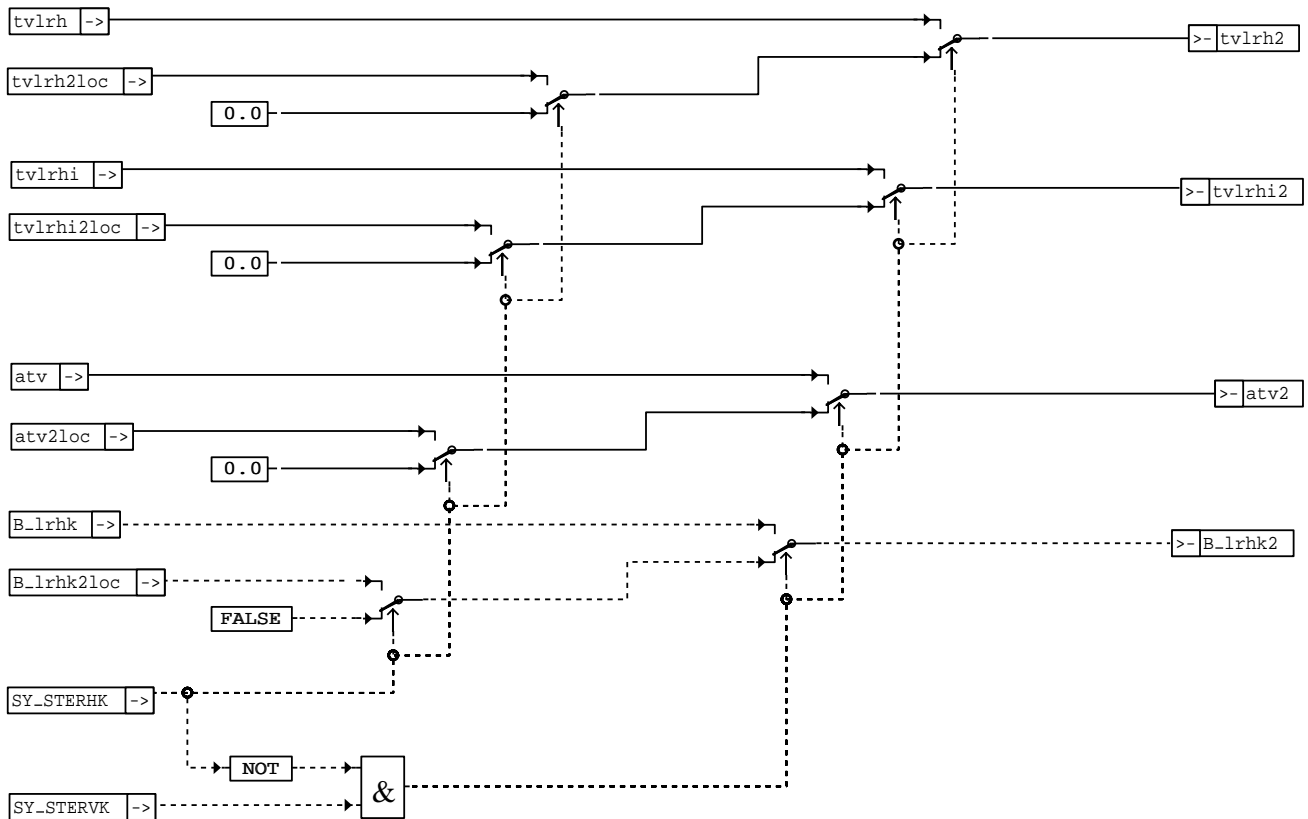 tvlrh ->
>- tvlrh2
tvlrh2loc ->
0.0
tvlrhi ->
>- tvlrhi2
tvlrhi2loc ->
0.0
atv ->
>- atv2
atv2loc ->
0.0
B_lrhk ->
>- B_lrhk2
B_lrhk2loc ->
FALSE
SY_STERHK ->
NOT
&
SY_STERVK ->